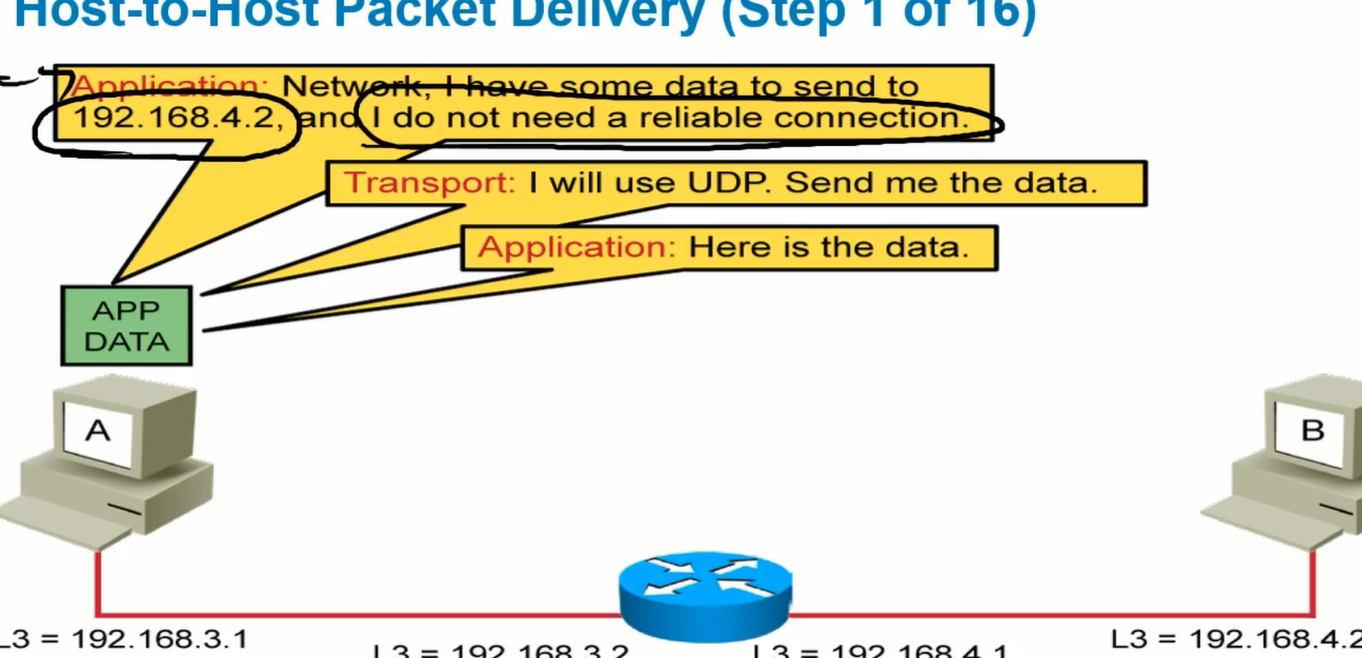 Host-to-Host Packet Delivery (Step 1 of 16)
Application: Network, I have some data to send to
192.168.4.2, and I do not need a reliable connection.
Transport: I will use UDP. Send me the data.
Application: Here is the data.
APP
DATA
A
B
L3 = 192.168.3.1
L3 = 192.168.3.2
L3 = 192.168.4.1
L3 = 192.168.4.2